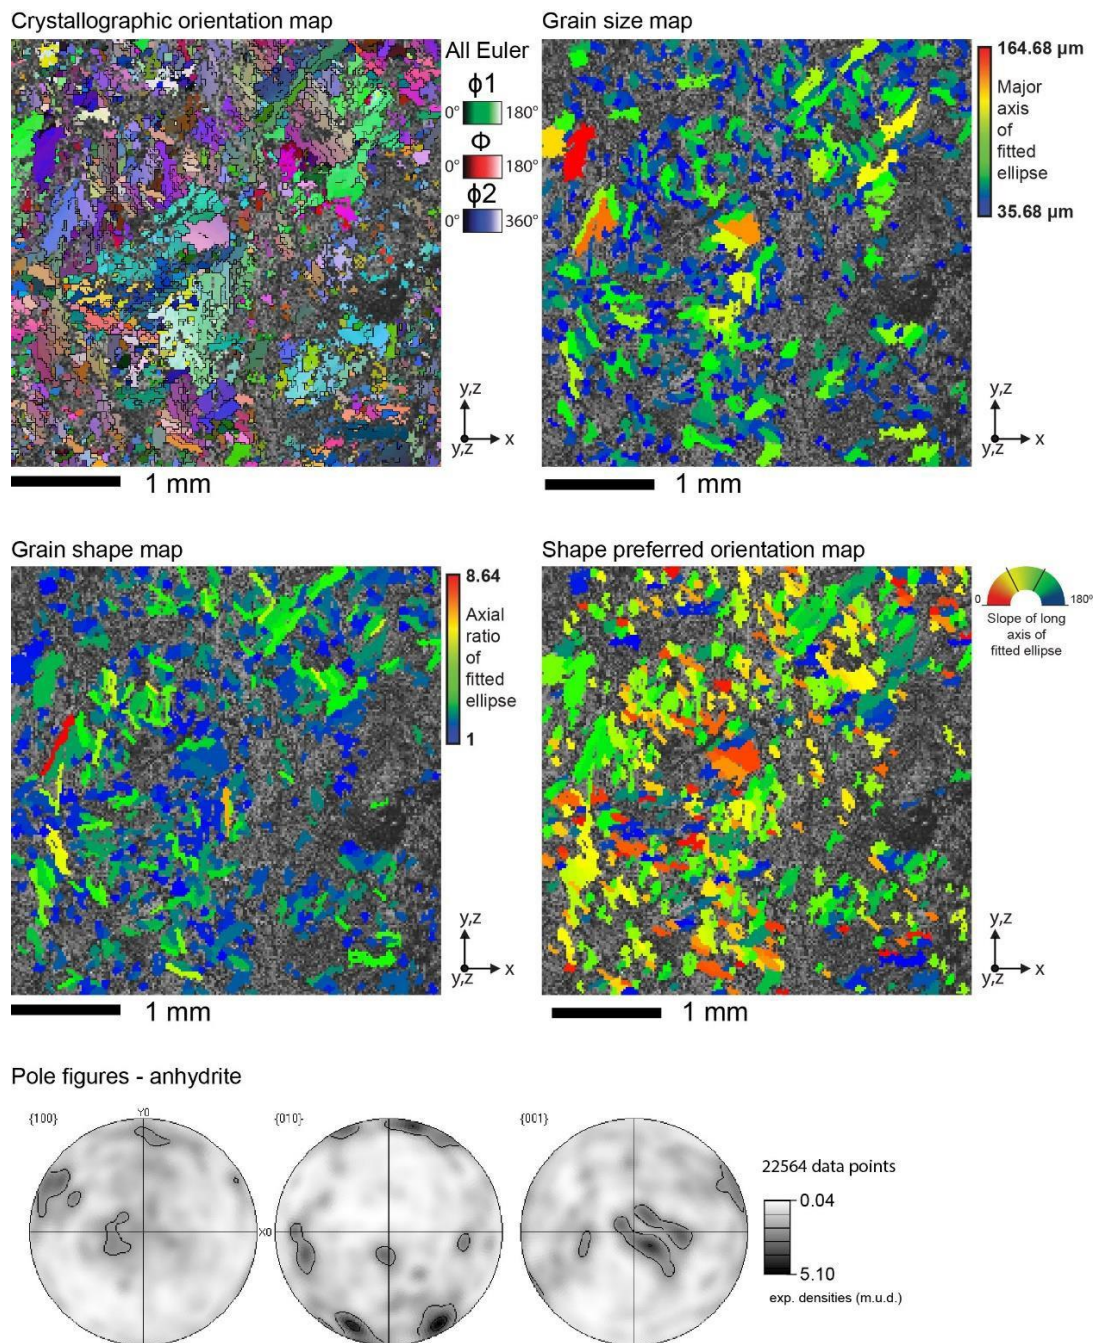 Crystallographic orientation map
All Euler
ϕ1
0° 180°
Φ
0° 180°
ϕ2
0° 360°
y,z
y,z x
1 mm
Grain size map
164.68 µm
Major
axis
of
fitted
ellipse
35.68 µm
y,z
y,z x
1 mm
Grain shape map
8.64
Axial
ratio
of
fitted
ellipse
1
y,z
y,z x
1 mm
Shape preferred orientation map
0 180º
Slope of long
axis of
fitted ellipse
y,z
y,z x
1 mm
Pole figures - anhydrite
{100}
Y0
X0
{010}
{001}
22564 data points
0.04
5.10
exp. densities (m.u.d.)